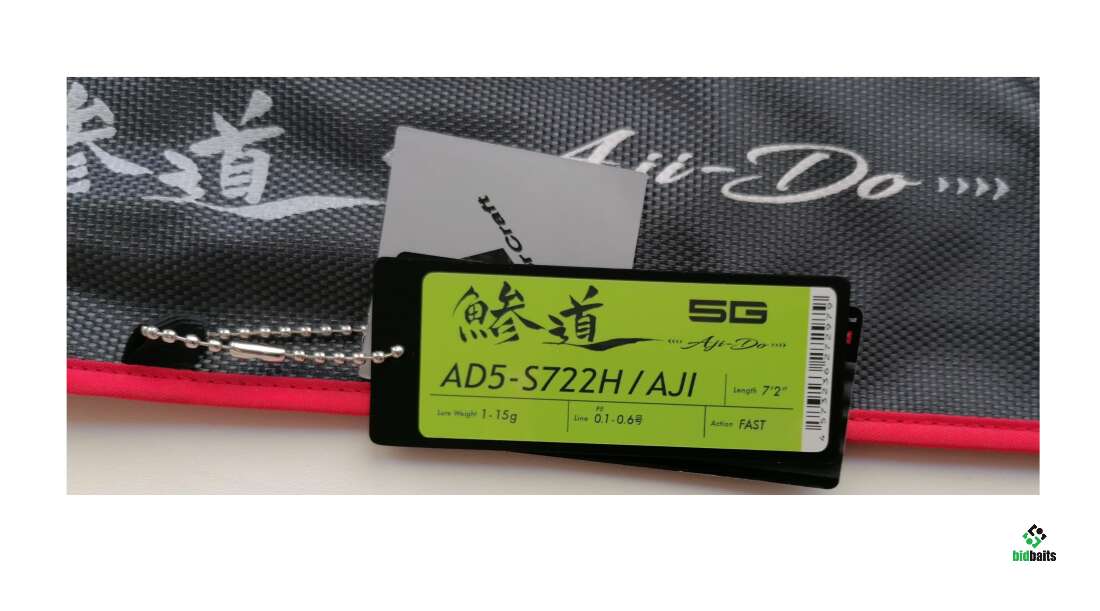 鯵道
Aji-Do
Craft
鯵道
5G
Aji-Do
AD5-S722H/AJI
Length 7'2"
Lure Weight 1-15g
PE
Line 0.1-0.6号
Action FAST
bidbaits